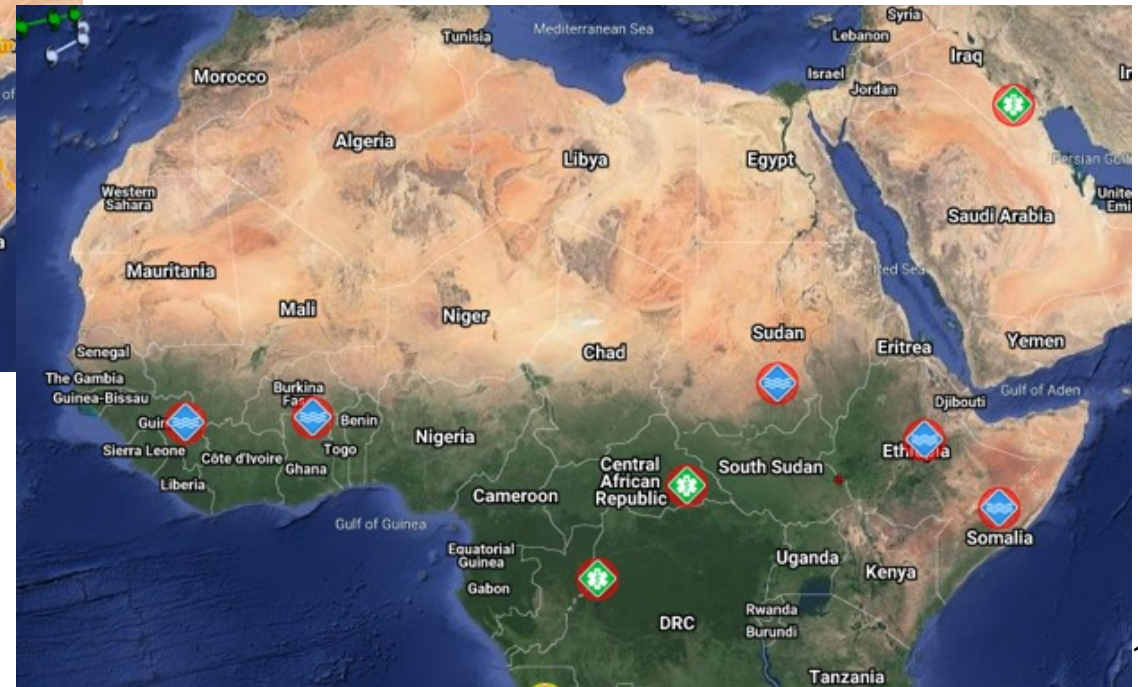 Syria
Tunisia
Mediterranean Sea
Lebanon
Iraq
Morocco
Israel
Jordan
Algeria
Libya
Egypt
Persian
Western
Sahara
Saudi Arabia
Red Sea
Mauritania
Mali
Niger
Sudan
Yemen
Senegal
Chad
Eritrea
The Gambia
Burkina
Guinea-Bissau
Gulf of Aden
Djibouti
Benin
Nigeria
Sierra Leone
Côte d'Ivoire
Togo
Ghana
Central
African
Republic
South Sudan
Liberia
Cameroon
Gulf of Guinea
Somalia
Equatorial
Guinea
Uganda
Kenya
Gabon
Rwanda
DRC
Burundi
Tanzania